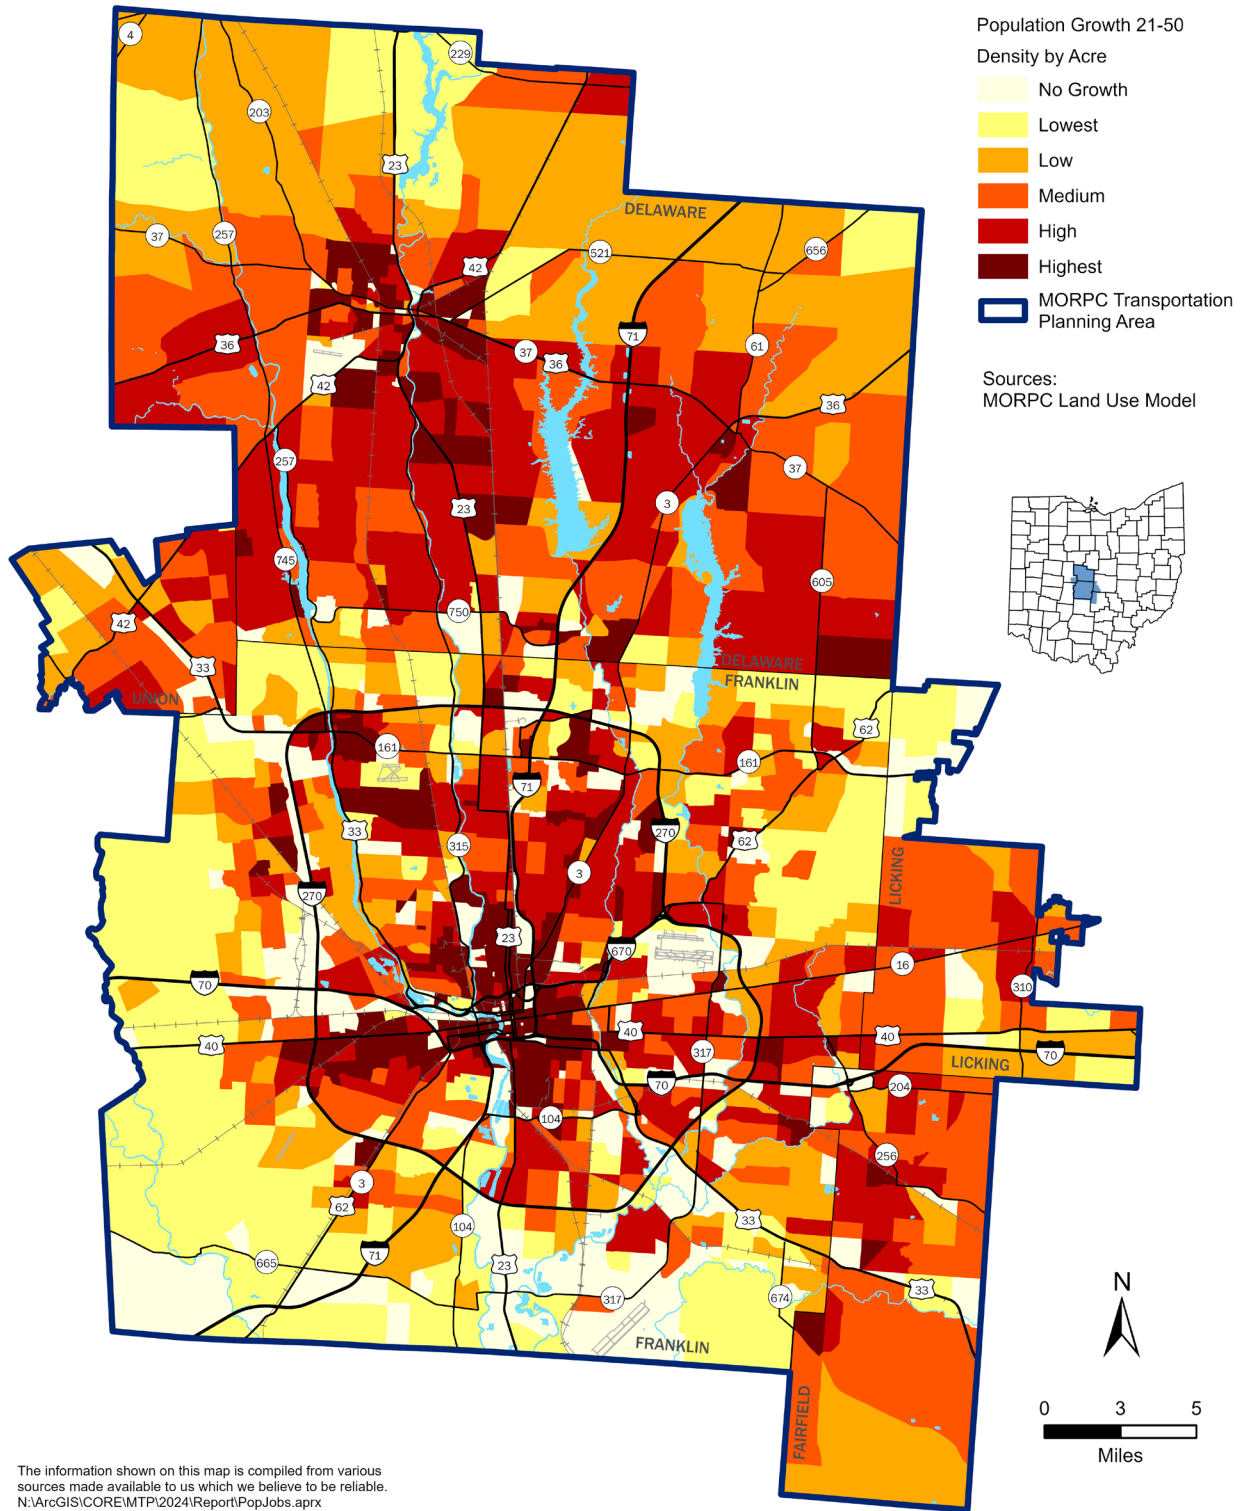 Population Growth 21-50
Density by Acre
No Growth
Lowest
Low
Medium
High
Highest
MORPC Transportation
Planning Area
Sources:
MORPC Land Use Model
4
229
203
23
DELAWARE
37
257
521
656
42
36
71
61
37
36
42
36
257
37
3
23
745
605
750
42
33
DELAWARE
FRANKLIN
UNION
62
161
161
71
33
270
62
315
3
LICKING
270
23
670
16
310
70
40
40
40
317
70
LICKING
70
204
104
256
3
62
33
104
71
665
23
33
674
317
FRANKLIN
FAIRFIELD
N
0 3 5
Miles
The information shown on this map is compiled from various
sources made available to us which we believe to be reliable.
N:\ArcGIS\CORE\MTP\2024\Report\PopJobs.aprx